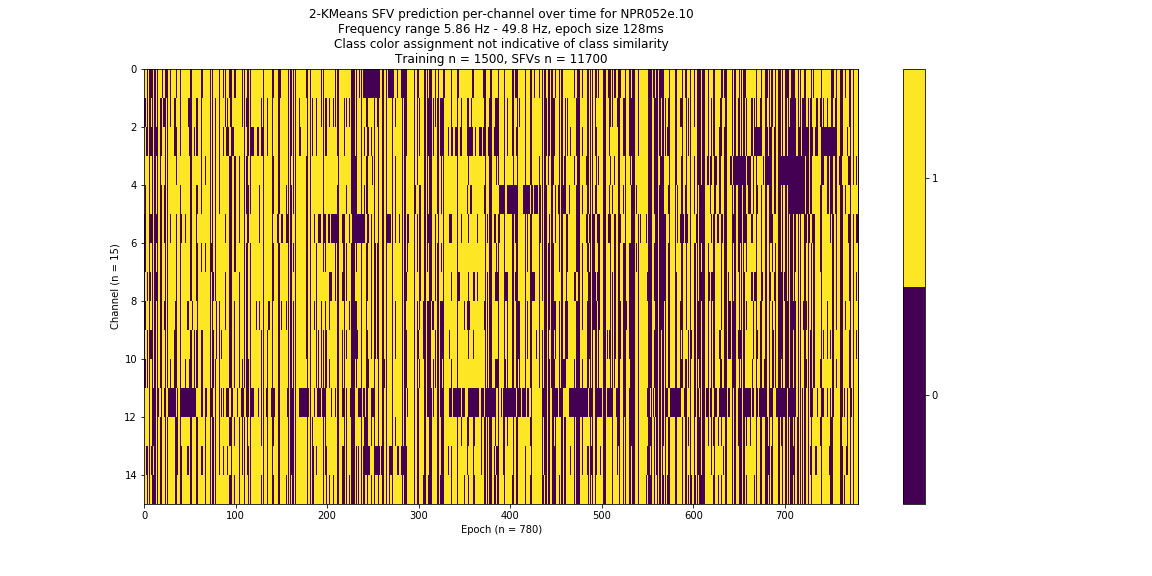 2-KMeans SFV prediction per-channel over time for NPR052e.10
Frequency range 5.86 Hz - 49.8 Hz, epoch size 128ms
Class color assignment not indicative of class similarity
Training n = 1500, SFVs n = 11700
0
2
4
6
8
10
12
14
Channel (n = 15)
0 100 200 300 400 500 600 700
Epoch (n = 780)
1
0